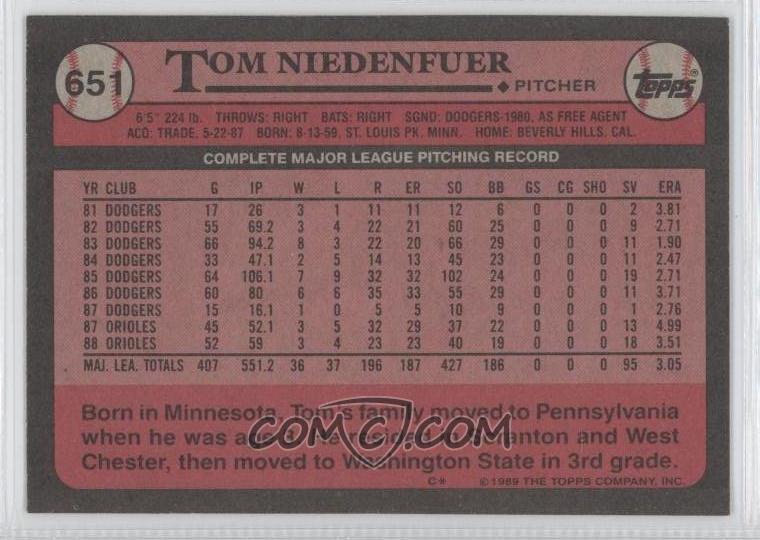 651
TOM NIEDENFUER
PITCHER
TOPPS®
6'5" 224 lb. THROWS: RIGHT BATS: RIGHT SGND: DODGERS-1980, AS FREE AGENT
ACQ: TRADE, 5-22-87 BORN: 8-13-59, ST. LOUIS PK. MINN. HOME: BEVERLY HILLS, CAL.
COMPLETE MAJOR LEAGUE PITCHING RECORD
YR CLUB G IP W L R ER SO BB GS CG SHO SV ERA
81 DODGERS 17 26 3 1 11 11 12 6 0 0 0 2 3.81
82 DODGERS 55 69.2 3 4 22 21 60 25 0 0 0 9 2.71
83 DODGERS 66 94.2 8 3 22 20 66 29 0 0 0 11 1.90
84 DODGERS 33 47.1 2 5 14 13 45 23 0 0 0 11 2.47
85 DODGERS 64 106.1 7 9 32 32 102 24 0 0 0 19 2.71
86 DODGERS 60 80 6 6 35 33 55 29 0 0 0 11 3.71
87 DODGERS 15 16.1 1 0 5 5 10 9 0 0 0 1 2.76
87 ORIOLES 45 52.1 3 5 32 29 37 22 0 0 0 13 4.99
88 ORIOLES 52 59 3 4 23 23 40 19 0 0 0 18 3.51
MAJ. LEA. TOTALS 407 551.2 36 37 196 187 427 186 0 0 0 95 3.05
Born in Minnesota, Tom's family moved to Pennsylvania
when he was and West
Chester, then moved to Washington State in 3rd grade.
COMC.COM
C* ©1989 THE TOPPS COMPANY, INC.